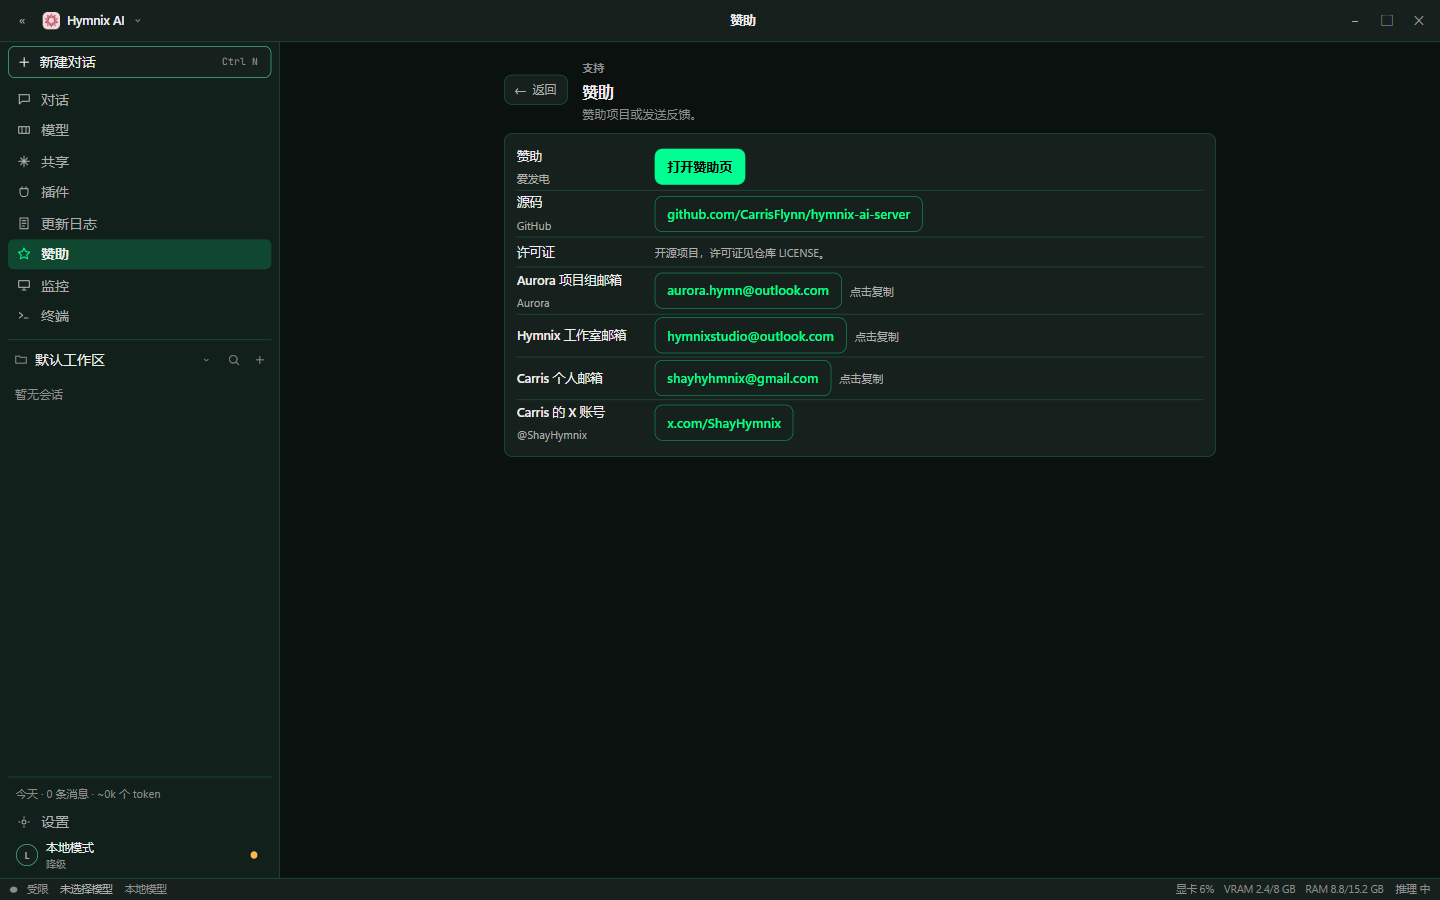 « Hymnix AI
赞助
新建对话 Ctrl N
对话
模型
共享
插件
更新日志
赞助
监控
终端
默认工作区
暂无会话
今天 · 0 条消息 · ~0k 个 token
设置
L 本地模式
降级
← 返回
支持
赞助
赞助项目或发送反馈。
赞助
爱发电
打开赞助页
源码
GitHub
github.com/CarrisFlynn/hymnix-ai-server
许可证
开源项目，许可证见仓库 LICENSE。
Aurora 项目组邮箱
Aurora
aurora.hymn@outlook.com 点击复制
Hymnix 工作室邮箱
hymnixstudio@outlook.com 点击复制
Carris 个人邮箱
shayhyhmnix@gmail.com 点击复制
Carris 的 X 账号
@ShayHymnix
x.com/ShayHymnix
受限 未选择模型 本地模型
显卡 6% VRAM 2.4/8 GB RAM 8.8/15.2 GB 推理 中